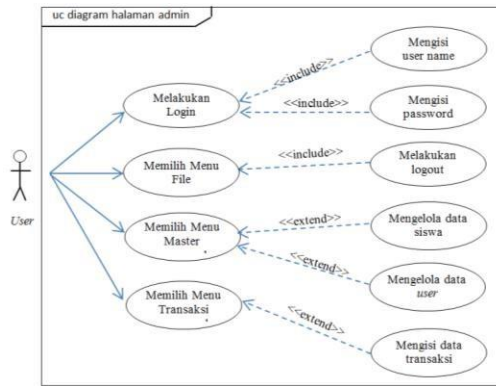 uc diagram halaman admin
Mengisi
user name
<<include>>
Melakukan
Login
<<include>>
Mengisi
password
Memilih Menu
File
<<include>>
Melakukan
logout
User
Memilih Menu
Master
<<extend>>
Mengelola data
siswa
<<extend>>
Mengelola data
user
Memilih Menu
Transaksi
<<extend>>
Mengisi data
transaksi